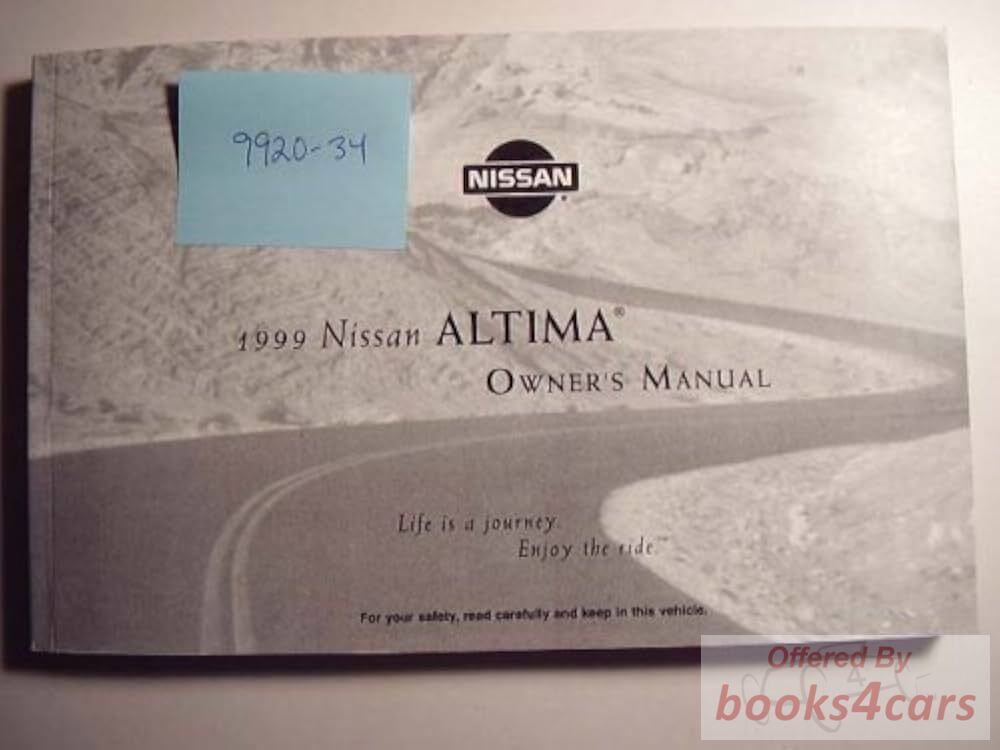 9920-34
NISSAN
1999 Nissan ALTIMA®
OWNER'S MANUAL
Life is a journey.
Enjoy the ride.™
For your safety, read carefully and keep in this vehicle.
Offered By
books4cars